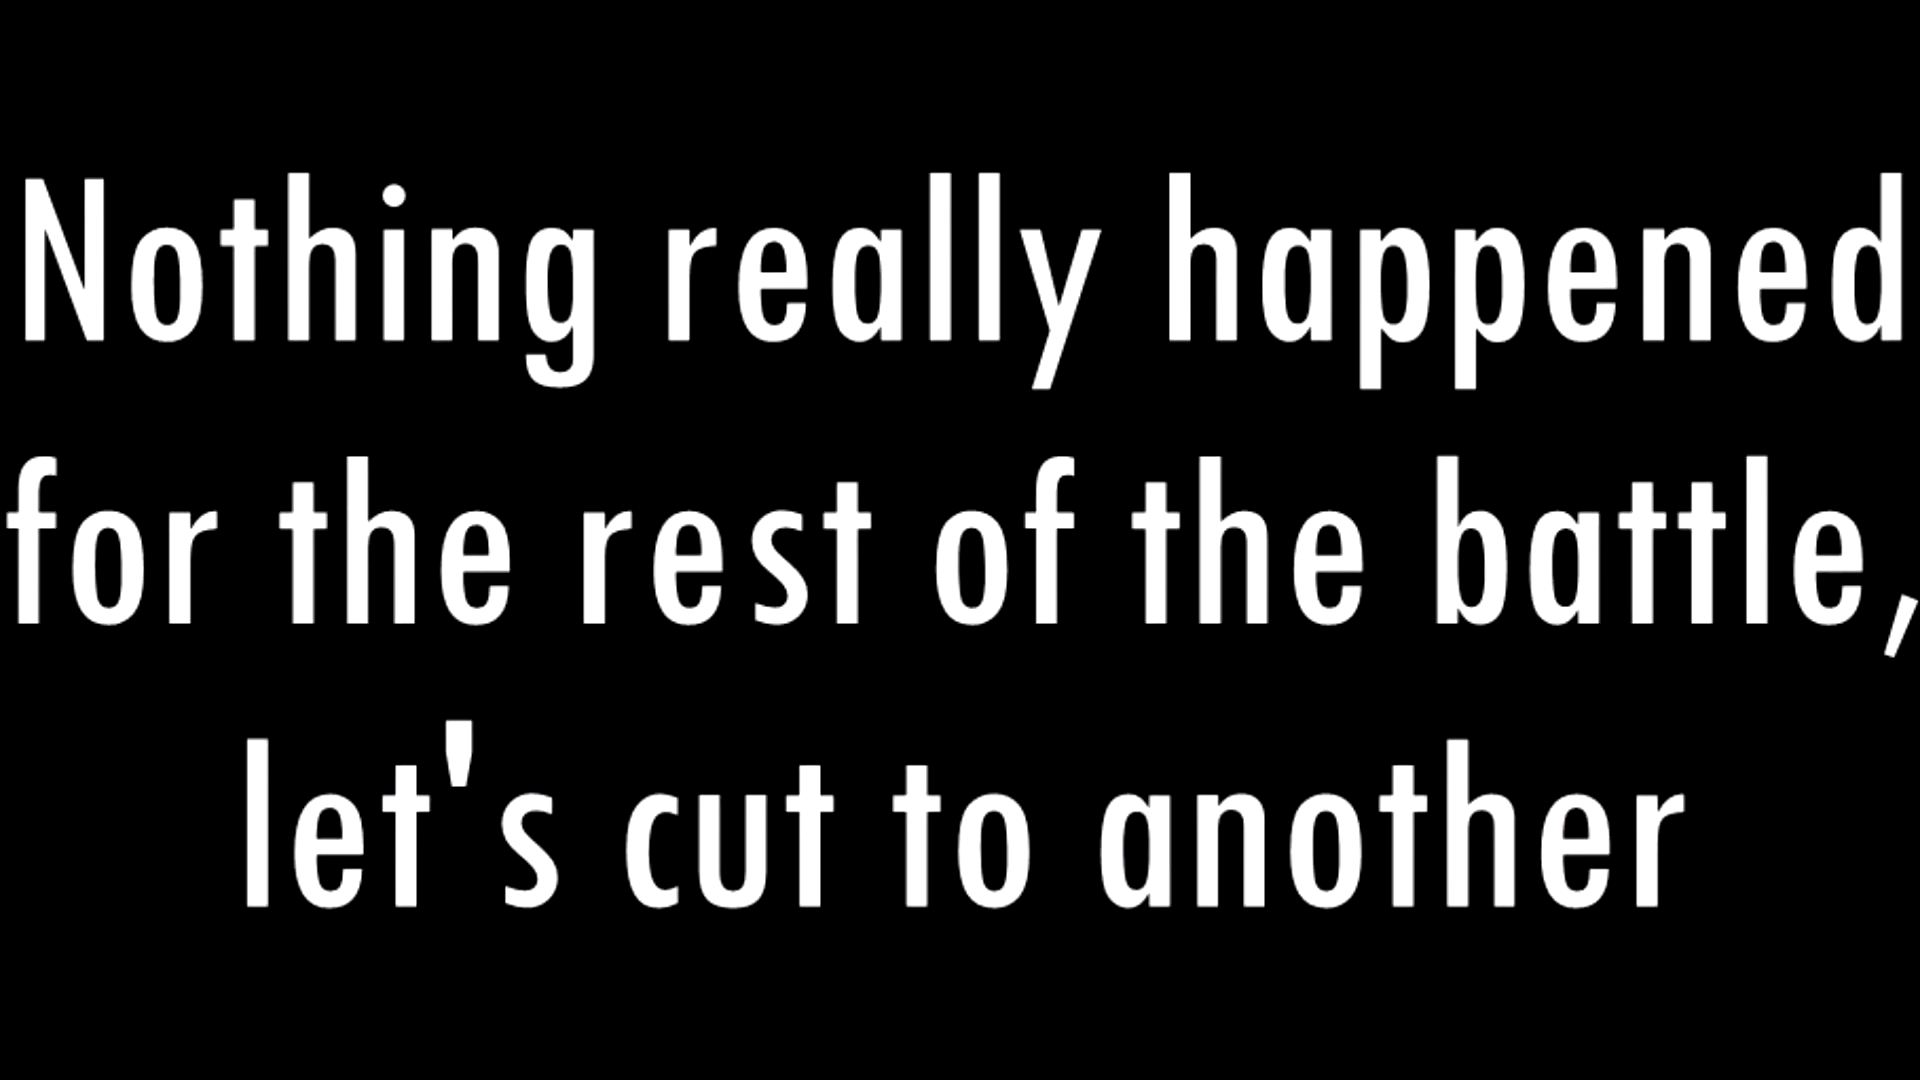 Nothing really happened
for the rest of the battle,
let's cut to another